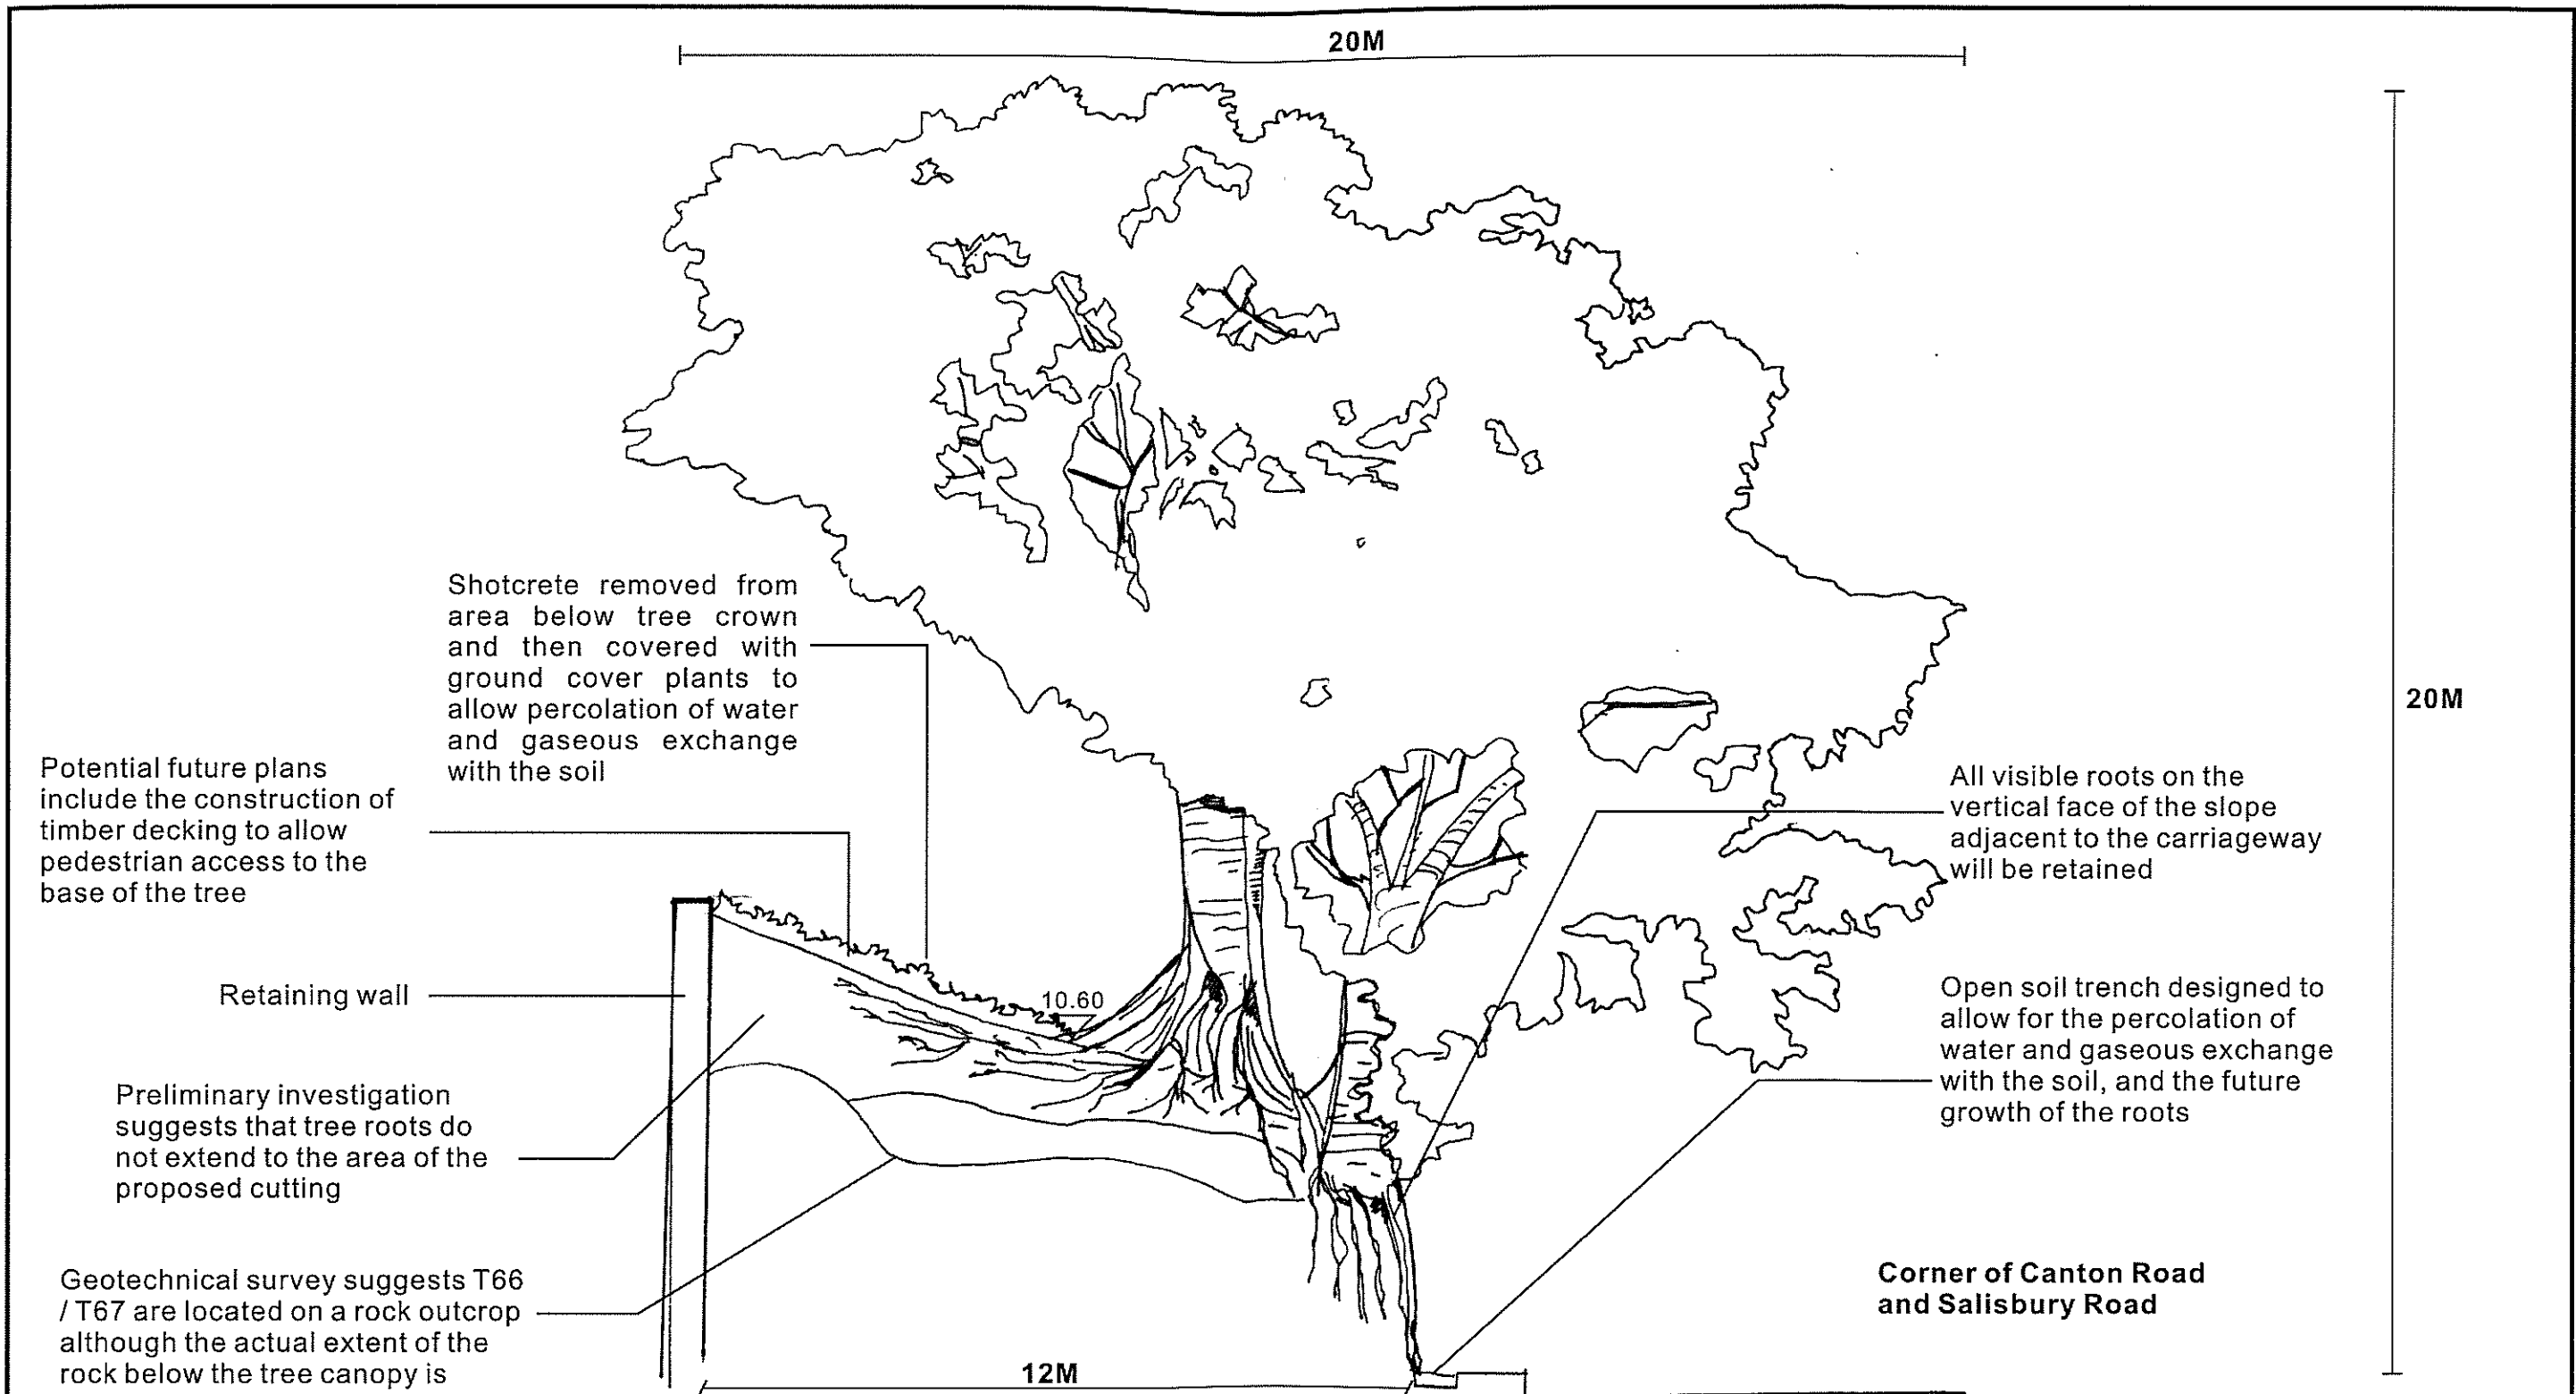 20M
20M
Shotcrete removed from
area below tree crown
and then covered with
ground cover plants to
allow percolation of water
and gaseous exchange
with the soil
Potential future plans
include the construction of
timber decking to allow
pedestrian access to the
base of the tree
All visible roots on the
vertical face of the slope
adjacent to the carriageway
will be retained
Retaining wall
10.60
Open soil trench designed to
allow for the percolation of
water and gaseous exchange
with the soil, and the future
growth of the roots
Preliminary investigation
suggests that tree roots do
not extend to the area of the
proposed cutting
Geotechnical survey suggests T66
/ T67 are located on a rock outcrop
although the actual extent of the
rock below the tree canopy is
Corner of Canton Road
and Salisbury Road
12M